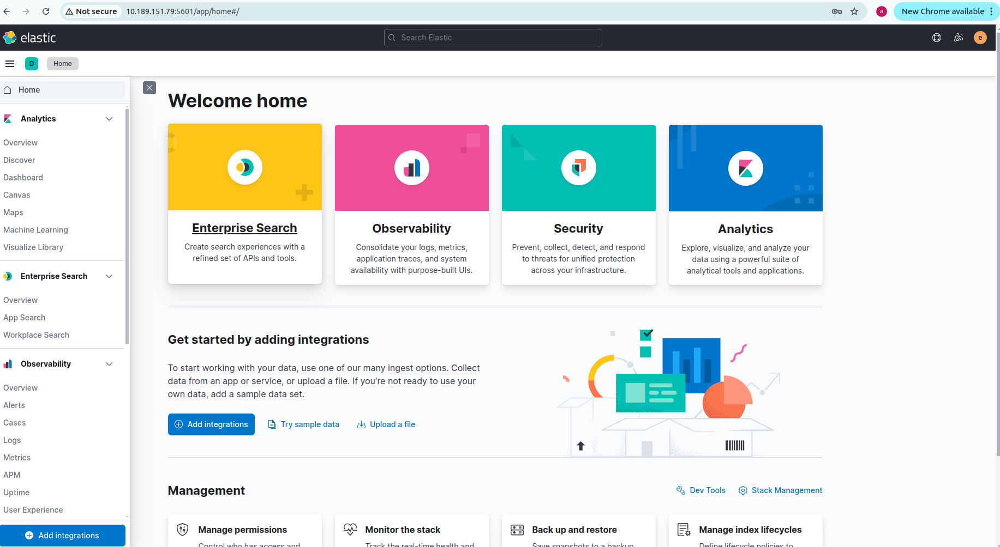 Not secure
10.189.151.79:5601/app/home#/
a
New Chrome available
elastic
Search Elastic
e
D
Home
Home
Analytics
Overview
Discover
Dashboard
Canvas
Maps
Machine Learning
Visualize Library
Enterprise Search
Overview
App Search
Workplace Search
Observability
Overview
Alerts
Cases
Logs
Metrics
APM
Uptime
User Experience
Add integrations
Welcome home
Enterprise Search
Create search experiences with a
refined set of APIs and tools.
Observability
Consolidate your logs, metrics,
application traces, and system
availability with purpose-built UIs.
Security
Prevent, collect, detect, and respond
to threats for unified protection
across your infrastructure.
Analytics
Explore, visualize, and analyze your
data using a powerful suite of
analytical tools and applications.
Get started by adding integrations
To start working with your data, use one of our many ingest options. Collect
data from an app or service, or upload a file. If you're not ready to use your
own data, add a sample data set.
Add integrations
Try sample data
Upload a file
Management
Dev Tools
Stack Management
Manage permissions
Control who has access and
Monitor the stack
Track the real-time health and
Back up and restore
Save snapshots to a backup
Manage index lifecycles
Define lifecycle policies to